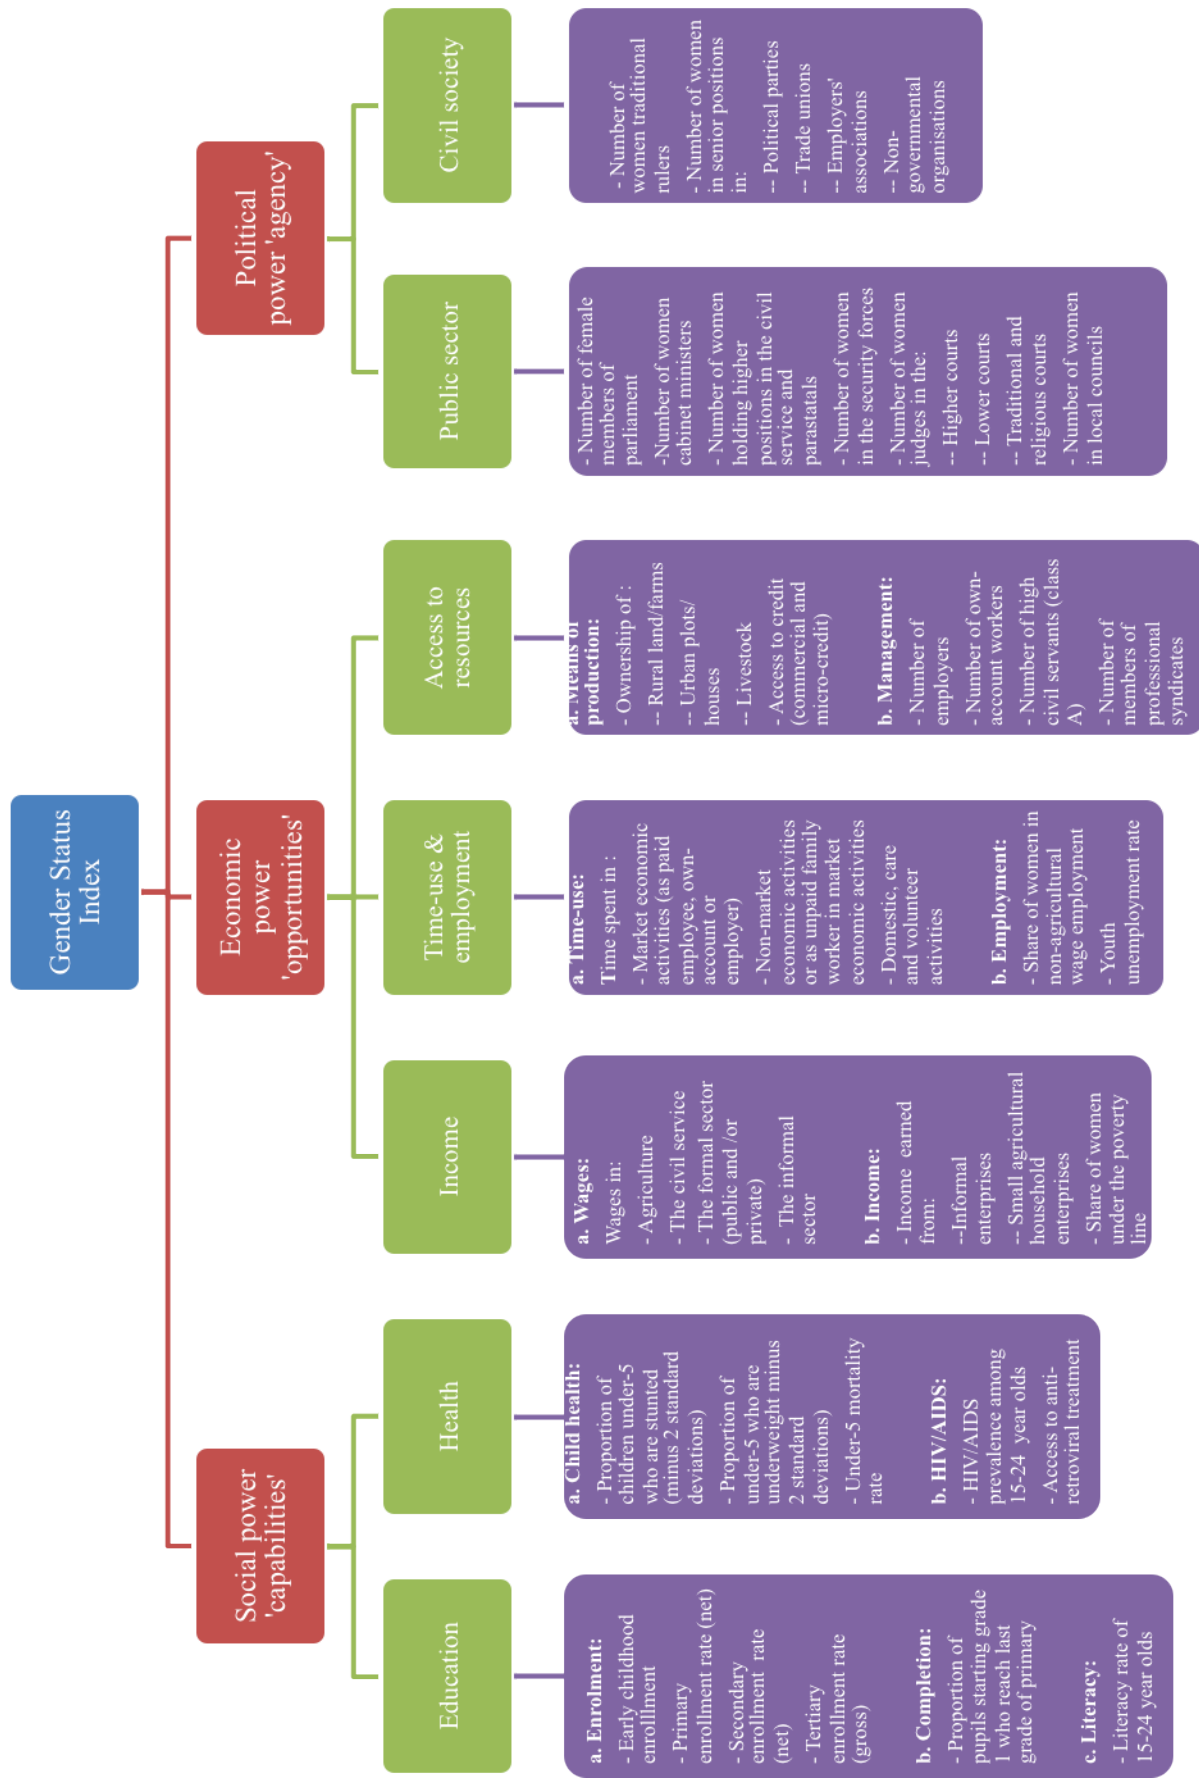 Gender Status
Index
Social power
'capabilities'
Economic
power
'opportunities'
Political
power 'agency'
Education
Health
Income
Time-use &
employment
Access to
resources
Public sector
Civil society
a. Enrolment:
- Early childhood
enrollment
- Primary
enrollment rate (net)
- Secondary
enrollment rate
(net)
- Tertiary
enrollment rate
(gross)
b. Completion:
- Proportion of
pupils starting grade
1 who reach last
grade of primary
c. Literacy:
- Literacy rate of
15-24 year olds
a. Child health:
- Proportion of
children under-5
who are stunted
(minus 2 standard
deviations)
- Proportion of
under-5 who are
underweight minus
2 standard
deviations)
- Under-5 mortality
rate
b. HIV/AIDS:
- HIV/AIDS
prevalence among
15-24 year olds
- Access to anti-
retroviral treatment
a. Wages:
Wages in:
- Agriculture
- The civil service
- The formal sector
(public and /or
private)
- The informal
sector
b. Income:
- Income earned
from:
--Informal
enterprises
-- Small agricultural
household
enterprises
- Share of women
under the poverty
line
a. Time-use:
Time spent in :
- Market economic
activities (as paid
employee, own-
account or
employer)
- Non-market
economic activities
or as unpaid family
worker in market
economic activities
- Domestic, care
and volunteer
activities
b. Employment:
- Share of women in
non-agricultural
wage employment
- Youth
unemployment rate
a. Means of
production:
- Ownership of :
-- Rural land/farms
-- Urban plots/
houses
-- Livestock
- Access to credit
(commercial and
micro-credit)
b. Management:
- Number of
employers
- Number of own-
account workers
- Number of high
civil servants (class
A)
- Number of
members of
professional
syndicates
- Number of female
members of
parliament
-Number of women
cabinet ministers
- Number of women
holding higher
positions in the civil
service and
parastatals
- Number of women
in the security forces
- Number of women
judges in the:
-- Higher courts
-- Lower courts
-- Traditional and
religious courts
- Number of women
in local councils
- Number of
women traditional
rulers
- Number of women
in senior positions
in:
-- Political parties
-- Trade unions
-- Employers'
associations
-- Non-
governmental
organisations